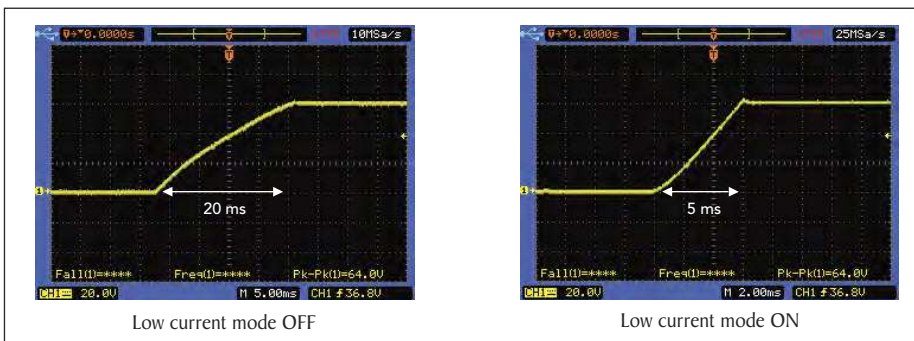 0.0000s
10MSa/s
20 ms
Fall(1)=****
Freq(1)=****
Pk-Pk(1)=64.0V
CH1 20.0V
M 5.00ms
CH1 36.8V
Low current mode OFF
0.0000s
25MSa/s
5 ms
Fall(1)=****
Freq(1)=****
Pk-Pk(1)=64.0V
CH1 20.0V
M 2.00ms
CH1 36.8V
Low current mode ON